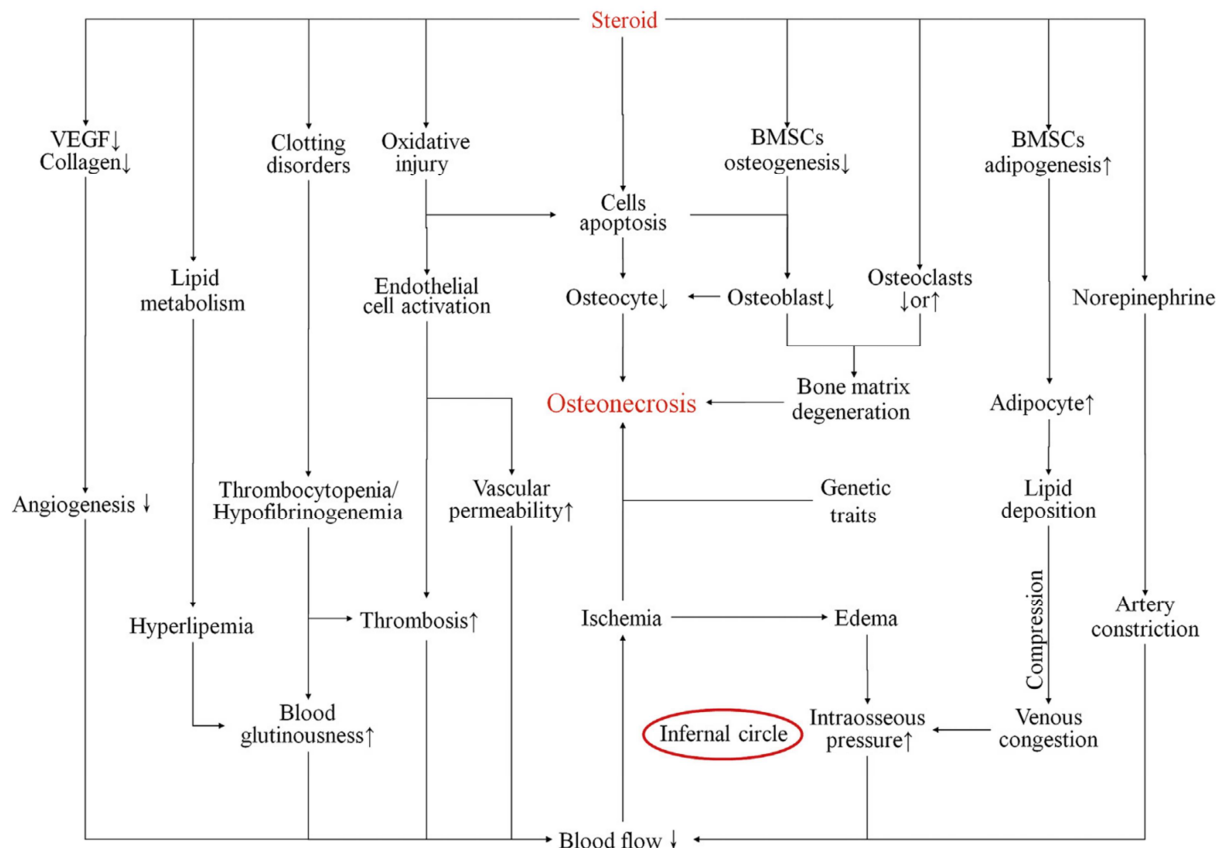 Steroid
VEGF↓
Collagen↓
Clotting
disorders
Oxidative
injury
BMSCs
osteogenesis↓
BMSCs
adipogenesis↑
Cells
apoptosis
Lipid
metabolism
Endothelial
cell activation
Osteocyte↓
Osteoblast↓
Osteoclasts
↓or↑
Norepinephrine
Osteonecrosis
Bone matrix
degeneration
Adipocyte↑
Angiogenesis ↓
Thrombocytopenia/
Hypofibrinogenemia
Vascular
permeability↑
Genetic
traits
Lipid
deposition
Hyperlipemia
Thrombosis↑
Ischemia
Edema
Compression
Artery
constriction
Blood
glutinousness↑
Infernal circle
Intraosseous
pressure↑
Venous
congestion
Blood flow ↓